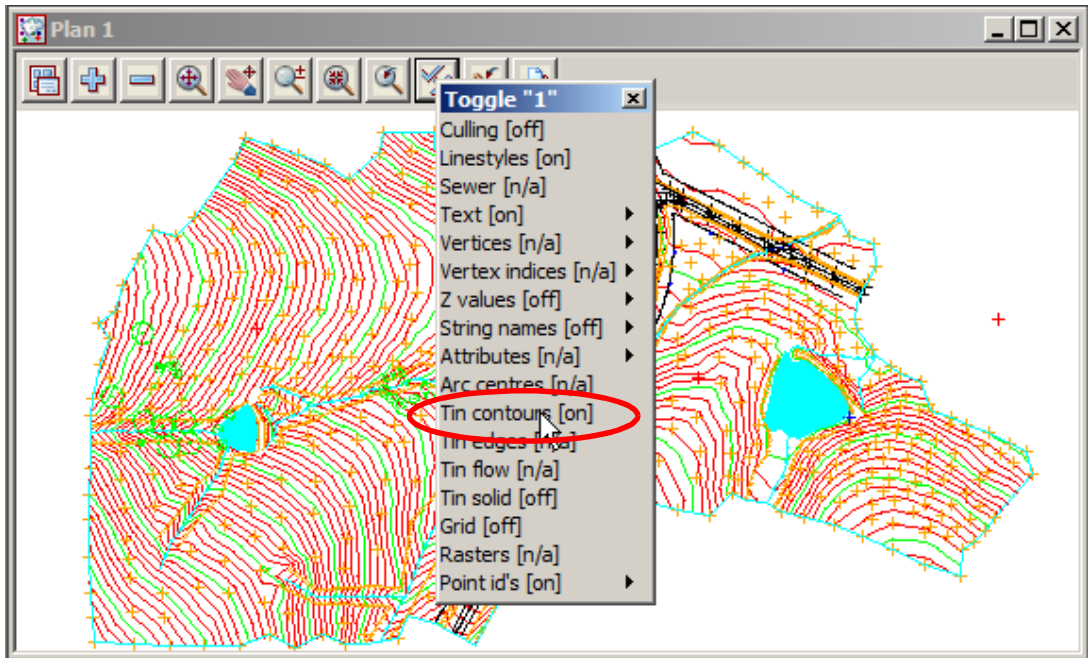 Plan 1
Toggle "1"
Culling [off]
Linestyles [on]
Sewer [n/a]
Text [on]
Vertices [n/a]
Vertex indices [n/a]
Z values [off]
String names [off]
Attributes [n/a]
Arc centres [n/a]
Tin contours [on]
Tin edges [n/a]
Tin flow [n/a]
Tin solid [off]
Grid [off]
Rasters [n/a]
Point id's [on]